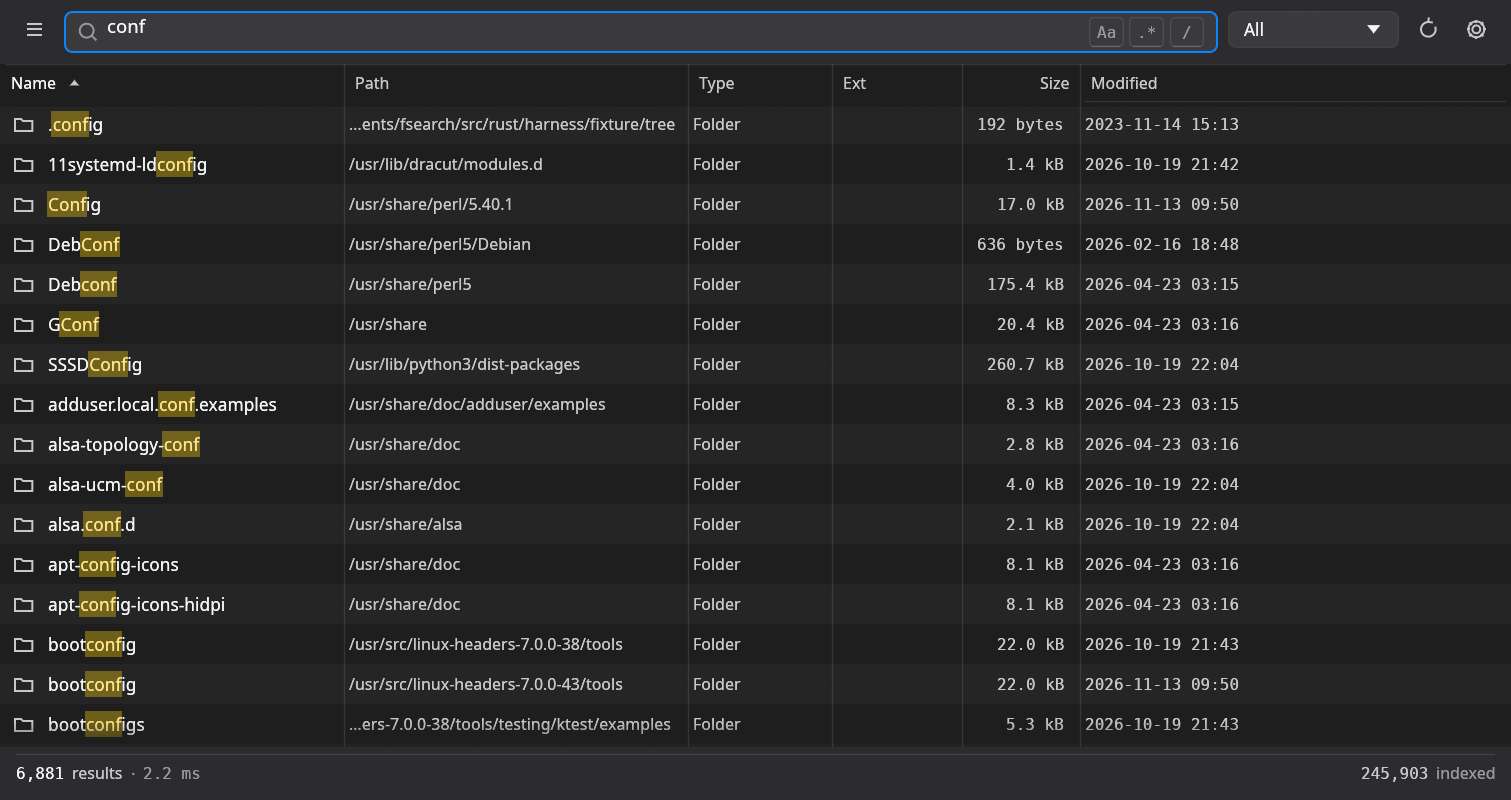 conf Aa .* / All
Name Path Type Ext Size Modified
.config ...ents/fsearch/src/rust/harness/fixture/tree Folder 192 bytes 2023-11-14 15:13
11systemd-ldconfig /usr/lib/dracut/modules.d Folder 1.4 kB 2026-10-19 21:42
Config /usr/share/perl/5.40.1 Folder 17.0 kB 2026-11-13 09:50
DebConf /usr/share/perl5/Debian Folder 636 bytes 2026-02-16 18:48
Debconf /usr/share/perl5 Folder 175.4 kB 2026-04-23 03:15
GConf /usr/share Folder 20.4 kB 2026-04-23 03:16
SSSDConfig /usr/lib/python3/dist-packages Folder 260.7 kB 2026-10-19 22:04
adduser.local.conf.examples /usr/share/doc/adduser/examples Folder 8.3 kB 2026-04-23 03:15
alsa-topology-conf /usr/share/doc Folder 2.8 kB 2026-04-23 03:16
alsa-ucm-conf /usr/share/doc Folder 4.0 kB 2026-10-19 22:04
alsa.conf.d /usr/share/alsa Folder 2.1 kB 2026-10-19 22:04
apt-config-icons /usr/share/doc Folder 8.1 kB 2026-04-23 03:16
apt-config-icons-hidpi /usr/share/doc Folder 8.1 kB 2026-04-23 03:16
bootconfig /usr/src/linux-headers-7.0.0-38/tools Folder 22.0 kB 2026-10-19 21:43
bootconfig /usr/src/linux-headers-7.0.0-43/tools Folder 22.0 kB 2026-11-13 09:50
bootconfigs ...ers-7.0.0-38/tools/testing/ktest/examples Folder 5.3 kB 2026-10-19 21:43
6,881 results · 2.2 ms 245,903 indexed